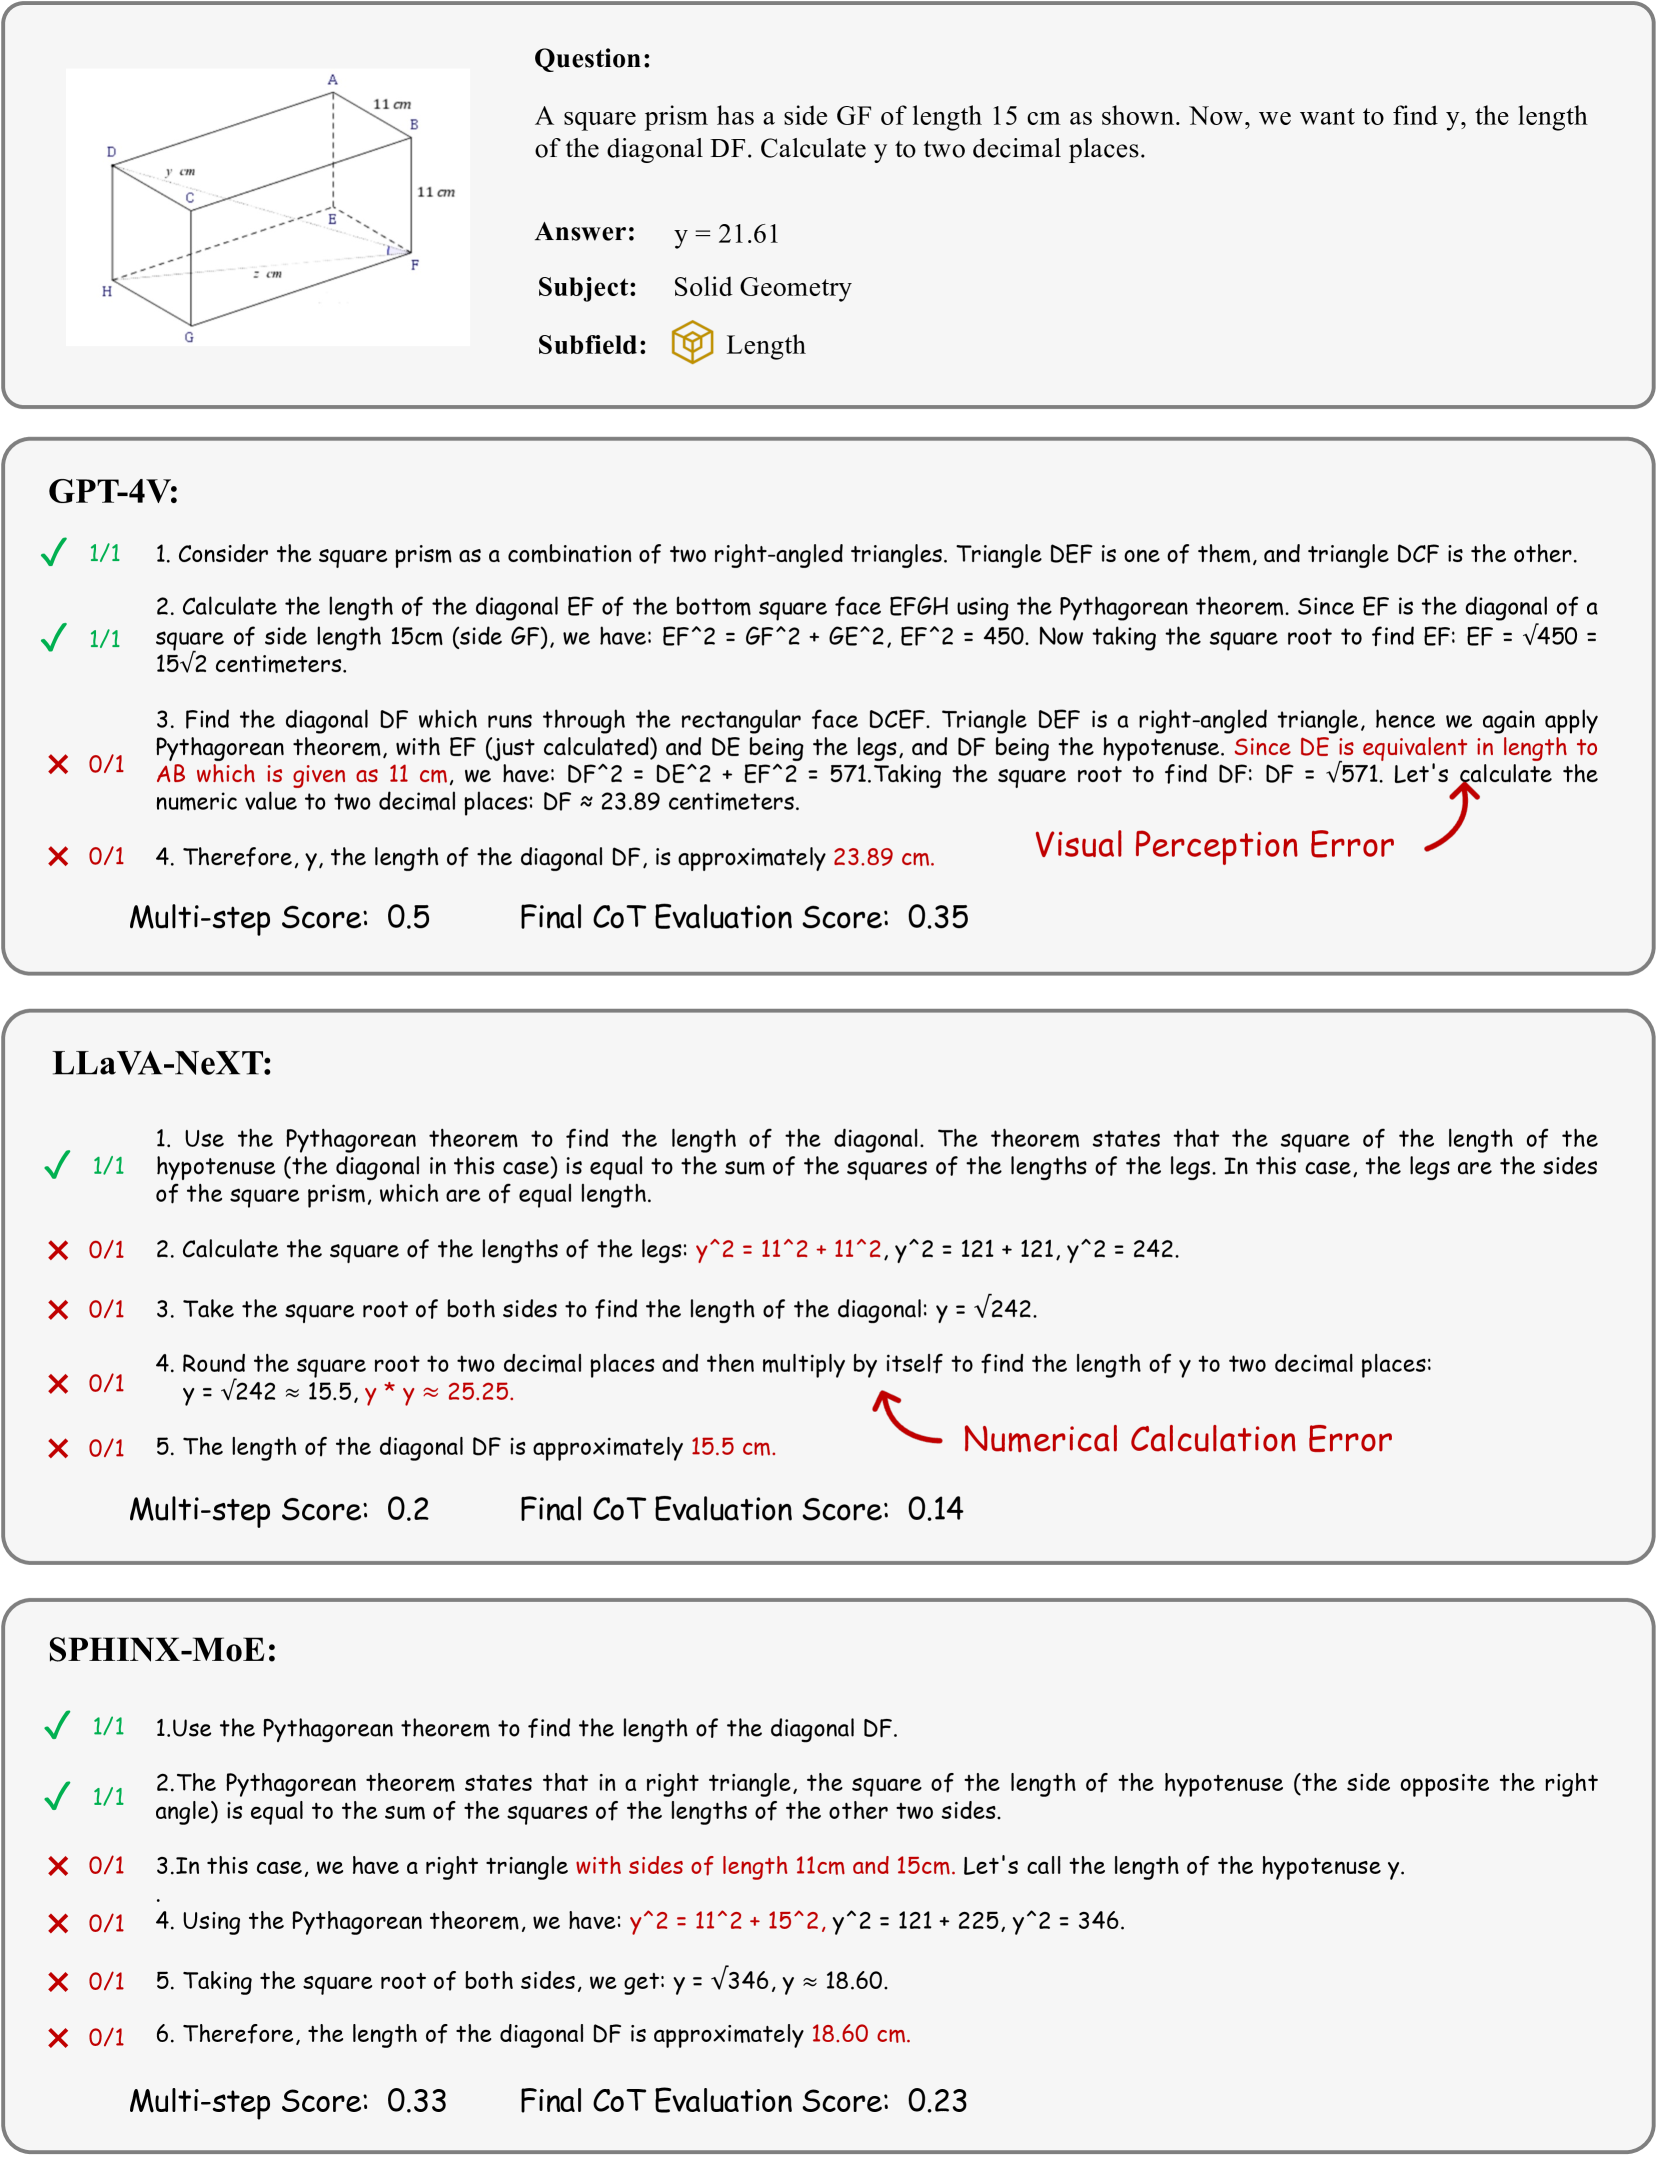 A
11 cm
B
D
y cm
C
11 cm
E
F
z cm
H
G
Question:
A square prism has a side GF of length 15 cm as shown. Now, we want to find y, the length
of the diagonal DF. Calculate y to two decimal places.
Answer: y = 21.61
Subject: Solid Geometry
Subfield: Length
GPT-4V:
✓ 1/1 1. Consider the square prism as a combination of two right-angled triangles. Triangle DEF is one of them, and triangle DCF is the other.
2. Calculate the length of the diagonal EF of the bottom square face EFGH using the Pythagorean theorem. Since EF is the diagonal of a
✓ 1/1 square of side length 15cm (side GF), we have: EF^2 = GF^2 + GE^2, EF^2 = 450. Now taking the square root to find EF: EF = √450 =
15√2 centimeters.
3. Find the diagonal DF which runs through the rectangular face DCEF. Triangle DEF is a right-angled triangle, hence we again apply
Pythagorean theorem, with EF (just calculated) and DE being the legs, and DF being the hypotenuse. Since DE is equivalent in length to
✕ 0/1 AB which is given as 11 cm, we have: DF^2 = DE^2 + EF^2 = 571.Taking the square root to find DF: DF = √571. Let's calculate the
numeric value to two decimal places: DF ≈ 23.89 centimeters.
Visual Perception Error
✕ 0/1 4. Therefore, y, the length of the diagonal DF, is approximately 23.89 cm.
Multi-step Score: 0.5 Final CoT Evaluation Score: 0.35
LLaVA-NeXT:
1. Use the Pythagorean theorem to find the length of the diagonal. The theorem states that the square of the length of the
✓ 1/1 hypotenuse (the diagonal in this case) is equal to the sum of the squares of the lengths of the legs. In this case, the legs are the sides
of the square prism, which are of equal length.
✕ 0/1 2. Calculate the square of the lengths of the legs: y^2 = 11^2 + 11^2, y^2 = 121 + 121, y^2 = 242.
✕ 0/1 3. Take the square root of both sides to find the length of the diagonal: y = √242.
4. Round the square root to two decimal places and then multiply by itself to find the length of y to two decimal places:
✕ 0/1 y = √242 ≈ 15.5, y * y ≈ 25.25.
Numerical Calculation Error
✕ 0/1 5. The length of the diagonal DF is approximately 15.5 cm.
Multi-step Score: 0.2 Final CoT Evaluation Score: 0.14
SPHINX-MoE:
✓ 1/1 1.Use the Pythagorean theorem to find the length of the diagonal DF.
2.The Pythagorean theorem states that in a right triangle, the square of the length of the hypotenuse (the side opposite the right
✓ 1/1 angle) is equal to the sum of the squares of the lengths of the other two sides.
✕ 0/1 3.In this case, we have a right triangle with sides of length 11cm and 15cm. Let's call the length of the hypotenuse y.
.
✕ 0/1 4. Using the Pythagorean theorem, we have: y^2 = 11^2 + 15^2, y^2 = 121 + 225, y^2 = 346.
✕ 0/1 5. Taking the square root of both sides, we get: y = √346, y ≈ 18.60.
✕ 0/1 6. Therefore, the length of the diagonal DF is approximately 18.60 cm.
Multi-step Score: 0.33 Final CoT Evaluation Score: 0.23